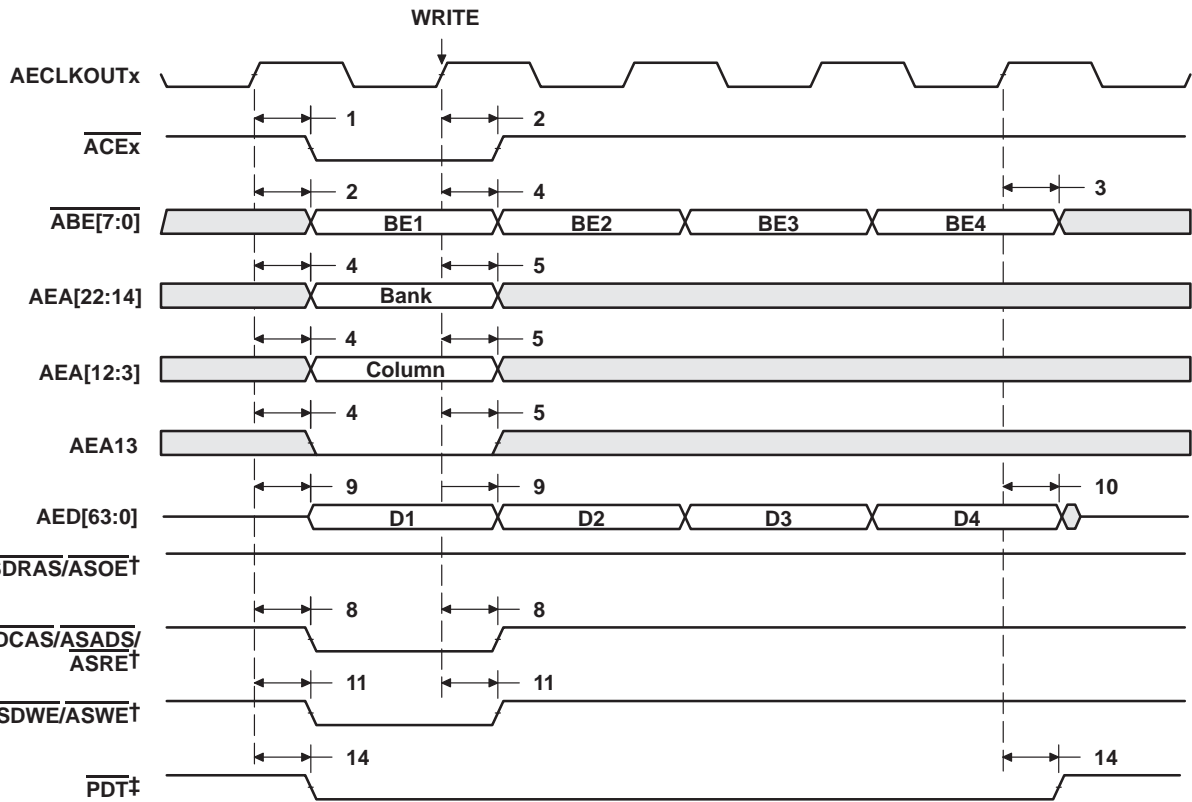 WRITE
AECLKOUTx
1 2
ACEx
2 4 3
ABE[7:0] BE1 BE2 BE3 BE4
4 5
AEA[22:14] Bank
4 5
AEA[12:3] Column
4 5
AEA13
9 9 10
AED[63:0] D1 D2 D3 D4
SDRAS/ASOE†
8 8
DCAS/ASADS/
ASRE†
11 11
SDWE/ASWE†
14 14
PDT‡